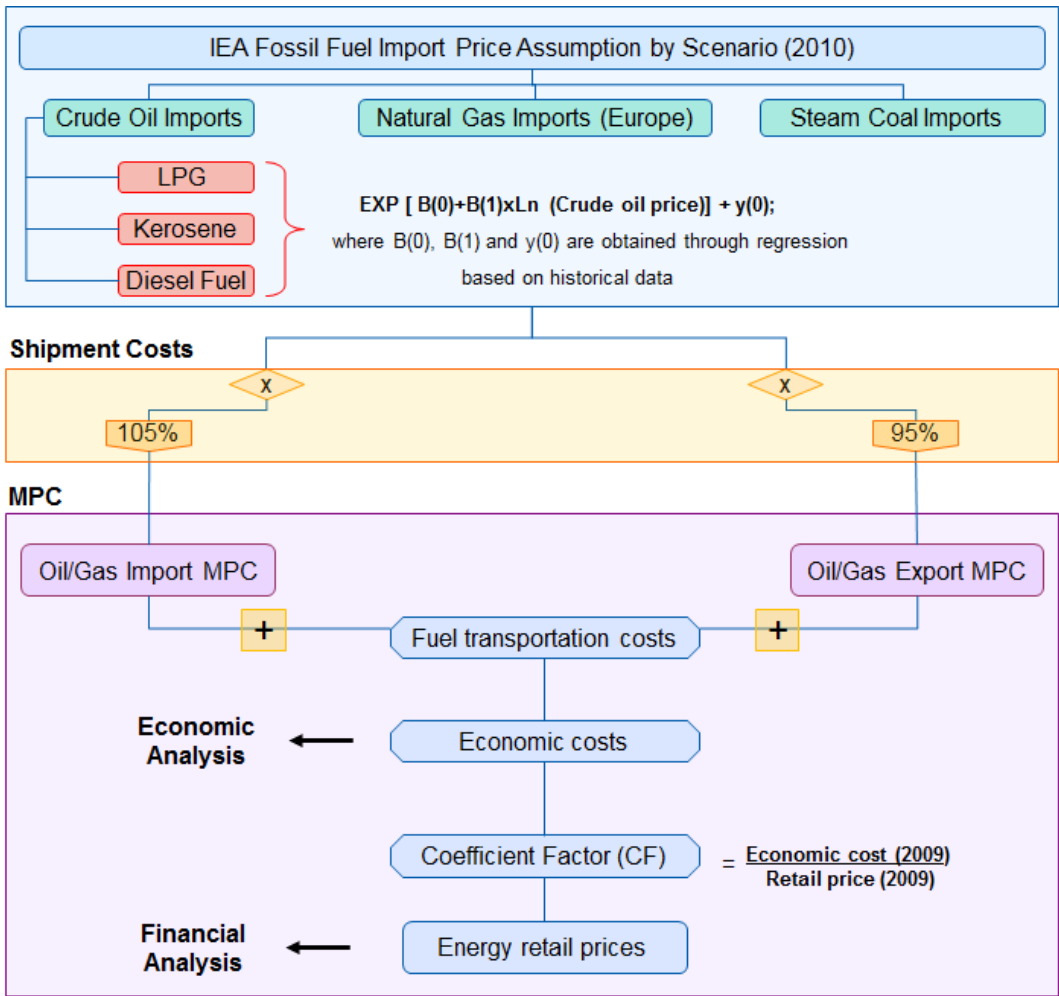 IEA Fossil Fuel Import Price Assumption by Scenario (2010)
Crude Oil Imports
Natural Gas Imports (Europe)
Steam Coal Imports
LPG
Kerosene
Diesel Fuel
EXP [ B(0)+B(1)xLn (Crude oil price)] + y(0);
where B(0), B(1) and y(0) are obtained through regression
based on historical data
Shipment Costs
x
x
105%
95%
MPC
Oil/Gas Import MPC
Oil/Gas Export MPC
+
+
Fuel transportation costs
Economic
Analysis
Economic costs
Coefficient Factor (CF)
= Economic cost (2009)
Retail price (2009)
Financial
Analysis
Energy retail prices